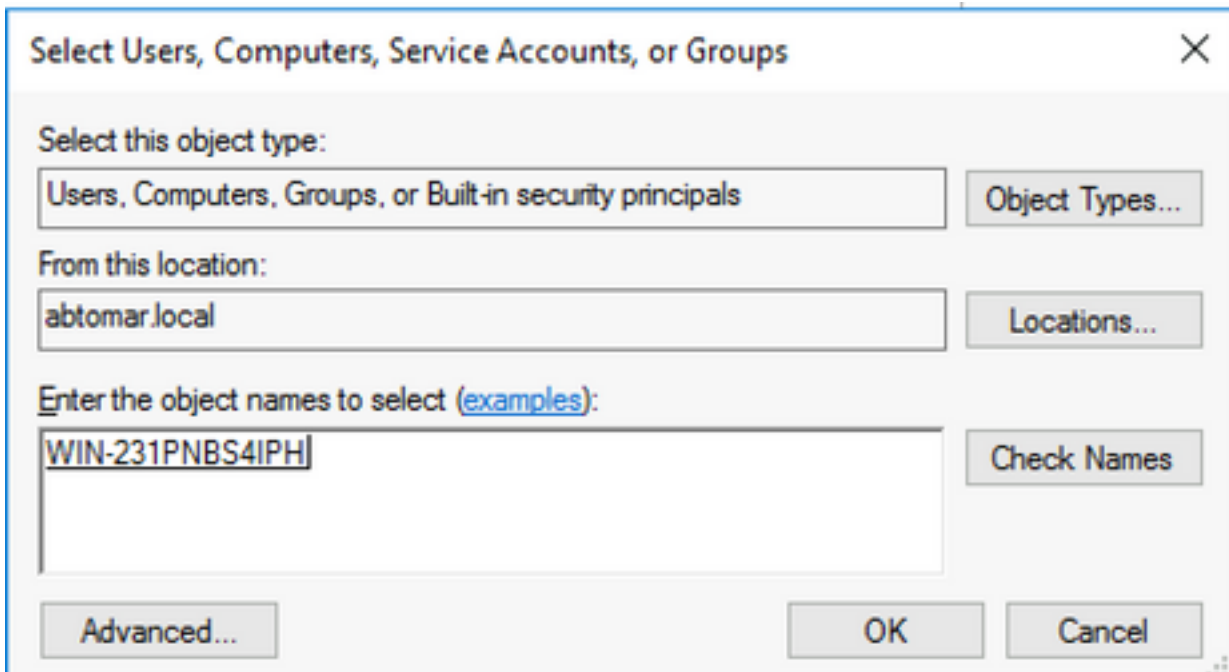 Select Users, Computers, Service Accounts, or Groups
Select this object type:
Users, Computers, Groups, or Built-in security principals
Object Types...
From this location:
abtomar.local
Locations...
Enter the object names to select (examples):
WIN-231PNBS4IPH
Check Names
Advanced...
OK
Cancel